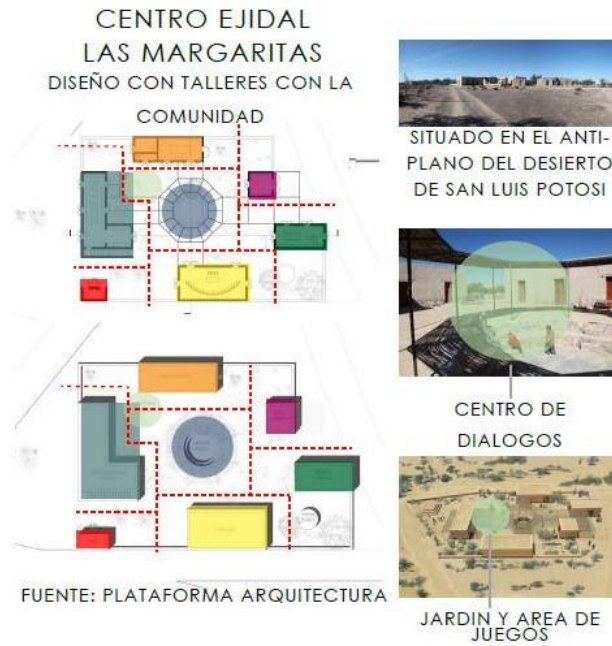 CENTRO EJIDAL
LAS MARGARITAS
DISEÑO CON TALLERES CON LA
COMUNIDAD
SITUADO EN EL ANTI-
PLANO DEL DESIERTO
DE SAN LUIS POTOSI
CENTRO DE
DIALOGOS
FUENTE: PLATAFORMA ARQUITECTURA
JARDIN Y AREA DE
JUEGOS